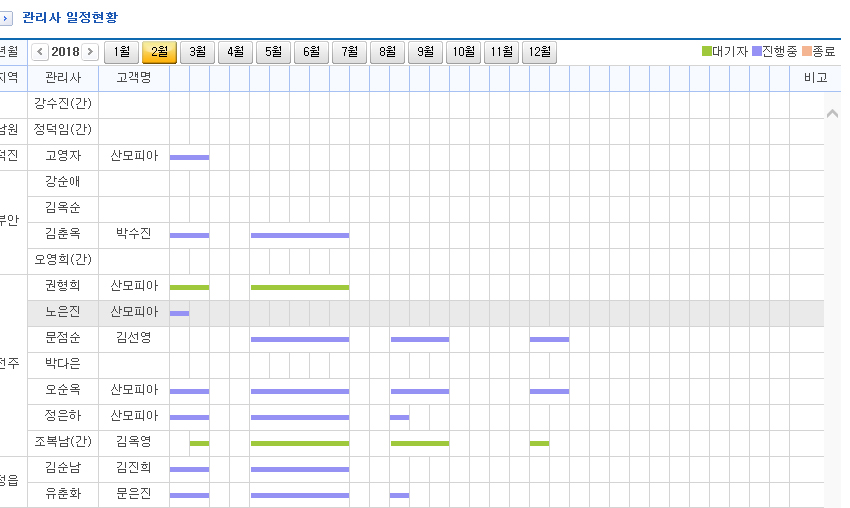 관리사 일정현황
년월 2018 1월 2월 3월 4월 5월 6월 7월 8월 9월 10월 11월 12월 대기자 진행중 종료
지역 관리사 고객명 비고
강수진(간)
남원 정덕임(간)
덕진 고영자 산모피아
강순애
김옥순
부안
김춘옥 박수진
오영희(간)
권형희 산모피아
노은진 산모피아
문점순 김선영
전주 박다은
오순옥 산모피아
정은하 산모피아
조복남(간) 김옥영
김순남 김진희
정읍
유춘화 문은진